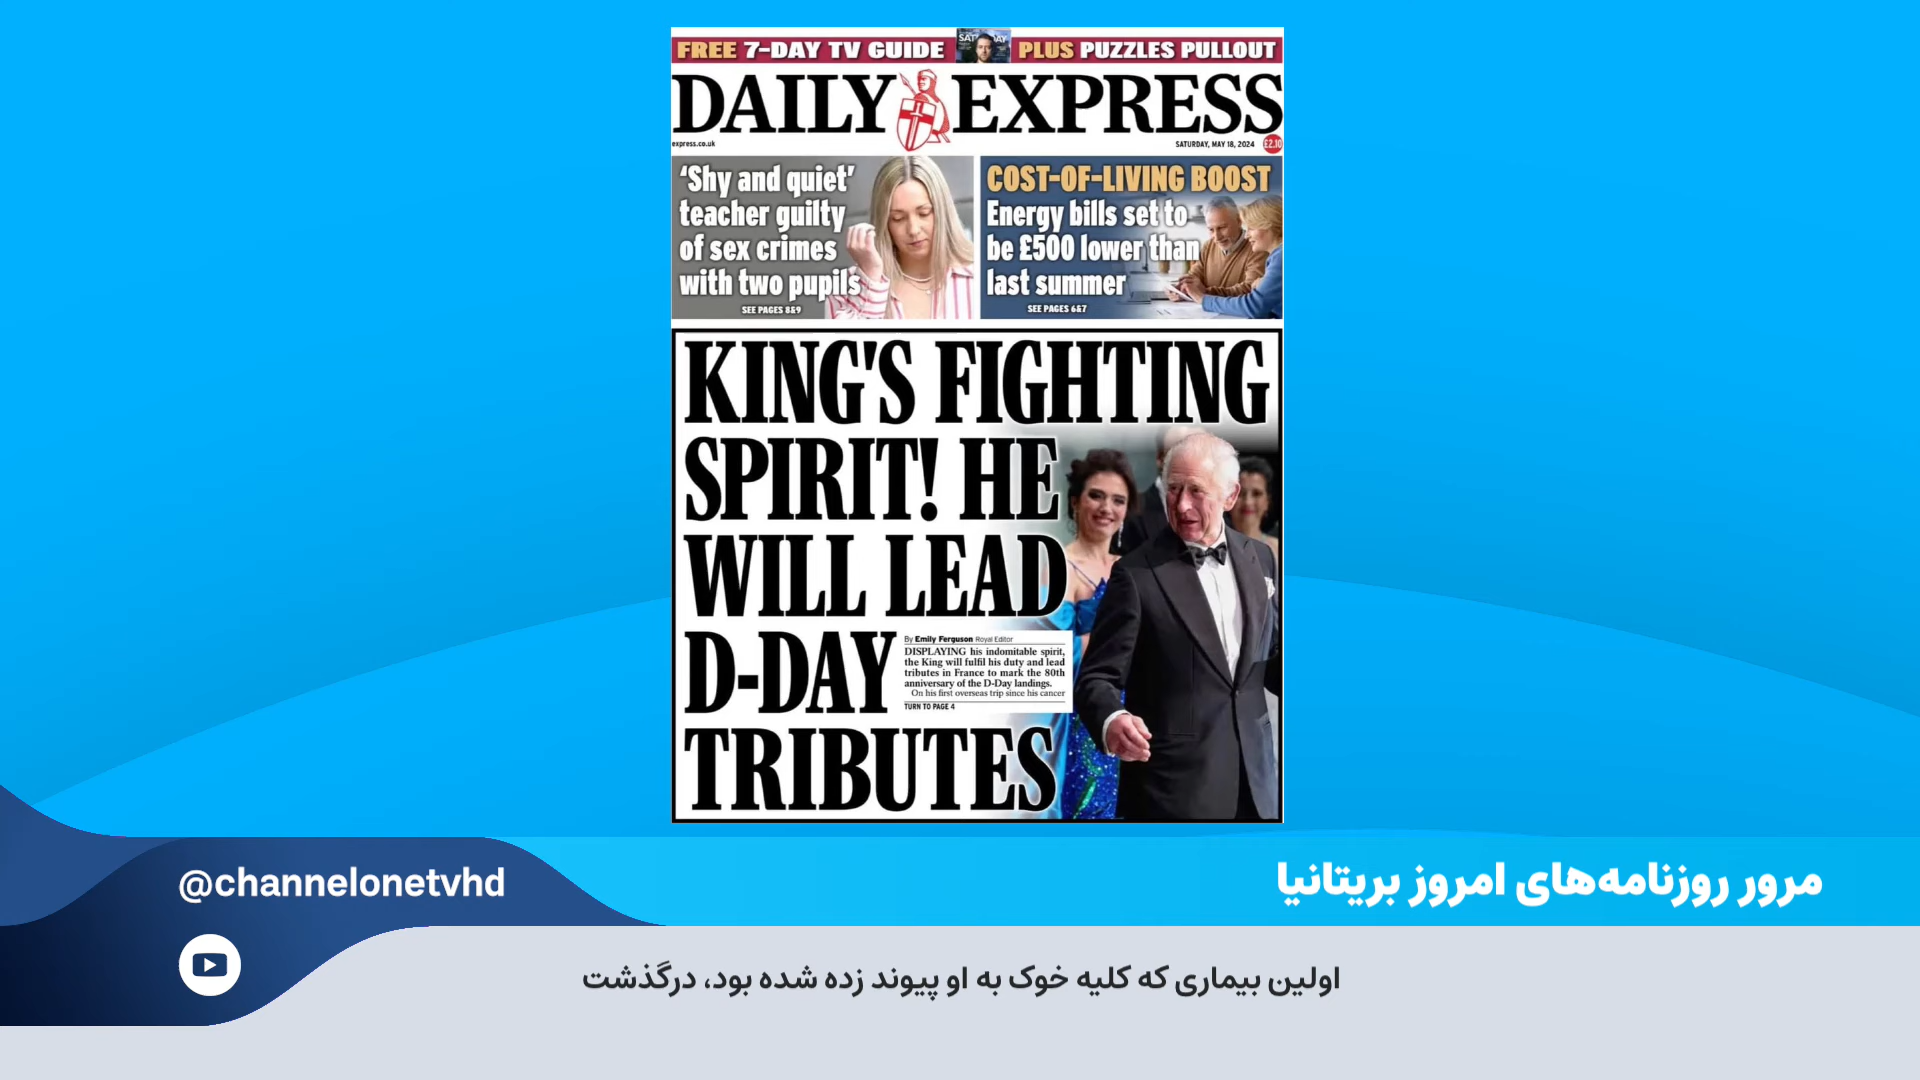 FREE 7-DAY TV GUIDE
PLUS PUZZLES PULLOUT
DAILY EXPRESS
express.co.uk
SATURDAY, MAY 18, 2024
£2.10
‘Shy and quiet’
teacher guilty
of sex crimes
with two pupils
SEE PAGES 8&9
COST-OF-LIVING BOOST
Energy bills set to
be £500 lower than
last summer
SEE PAGES 6&7
KING'S FIGHTING
SPIRIT! HE
WILL LEAD
D-DAY
TRIBUTES
By Emily Ferguson Royal Editor
DISPLAYING his indomitable spirit,
the King will fulfil his duty and lead
tributes in France to mark the 80th
anniversary of the D-Day landings.
On his first overseas trip since his cancer
TURN TO PAGE 4
@channelonetvhd
مرور روزنامه‌های امروز بریتانیا
اولین بیماری که کلیه خوک به او پیوند زده شده بود، درگذشت